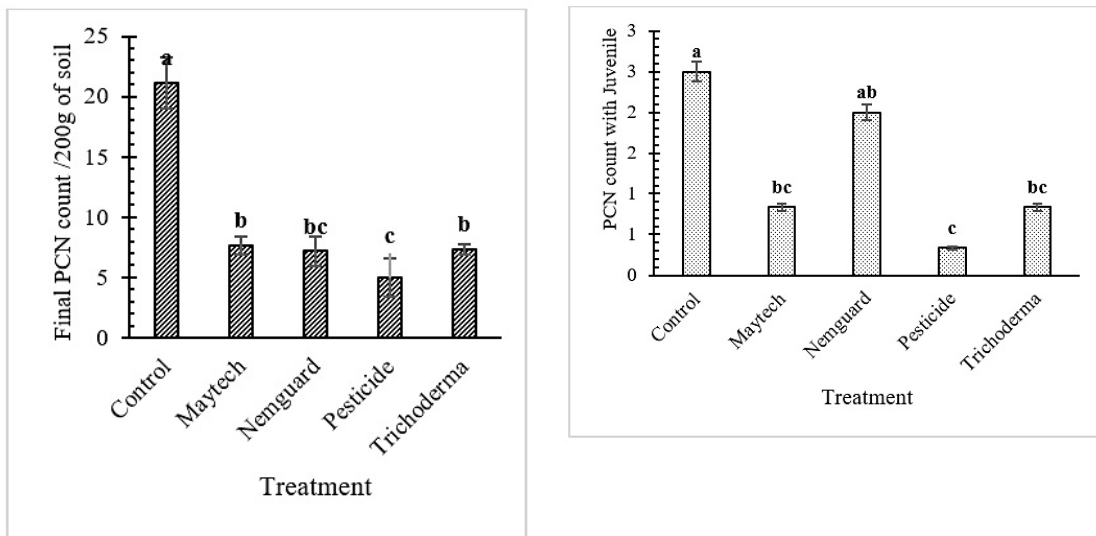 Final PCN count /200g of soil
25
20
15
10
5
0
a
b
bc
c
b
Control
Maytech
Nemguard
Pesticide
Trichoderma
Treatment
PCN count with Juvenile
3
3
2
2
1
1
0
a
bc
ab
c
bc
Control
Maytech
Nemguard
Pesticide
Trichoderma
Treatment